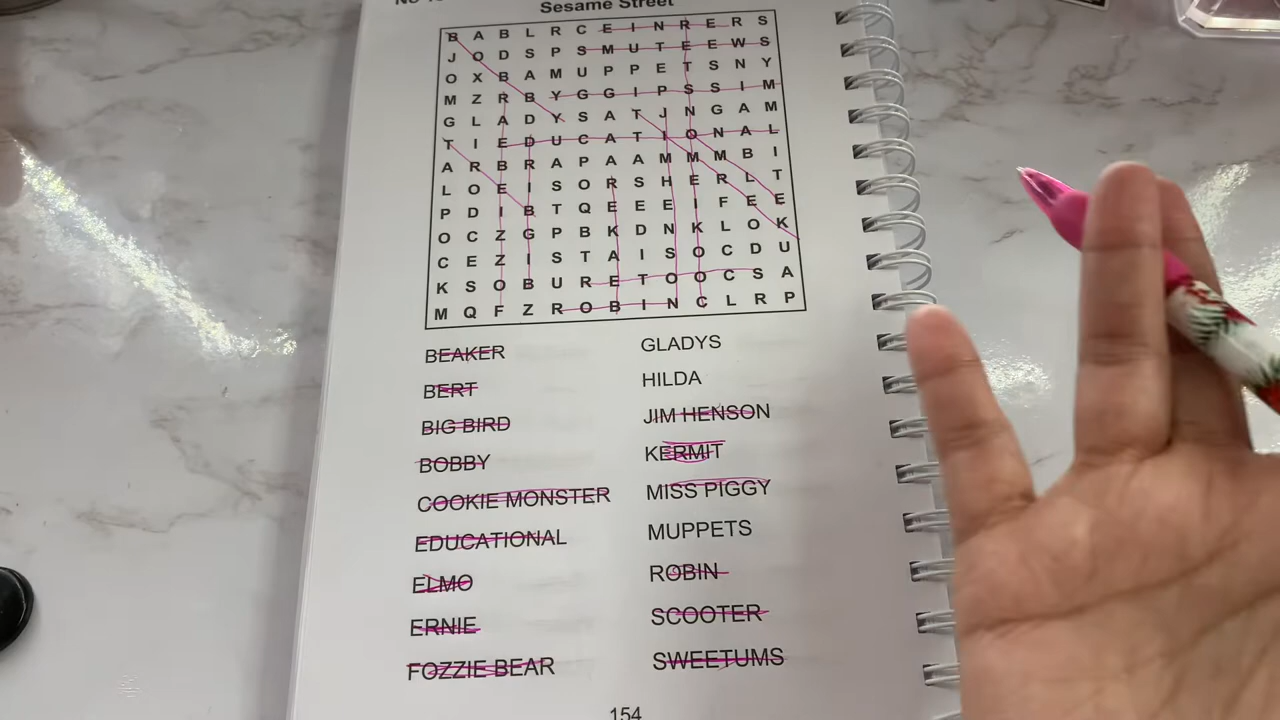 Sesame Street
B A B L R C E I N R E R S
J O D S P S M U T E E W S
O X B A M U P P E T S N Y
M Z R B Y G G I P S S I M
G L A D Y S A T J N G A M
T I E D U C A T I O N A L
A R B R A P A A M M M B I
L O E I S O R S H E R L T
P D I B T Q E E E I F E E
O C Z G P B K D N K L O K
C E Z I S T A I S O C D U
K S O B U R E T O O C S A
M Q F Z R O B I N C L R P
BEAKER
BERT
BIG BIRD
BOBBY
COOKIE MONSTER
EDUCATIONAL
ELMO
ERNIE
FOZZIE BEAR
GLADYS
HILDA
JIM HENSON
KERMIT
MISS PIGGY
MUPPETS
ROBIN
SCOOTER
SWEETUMS
154